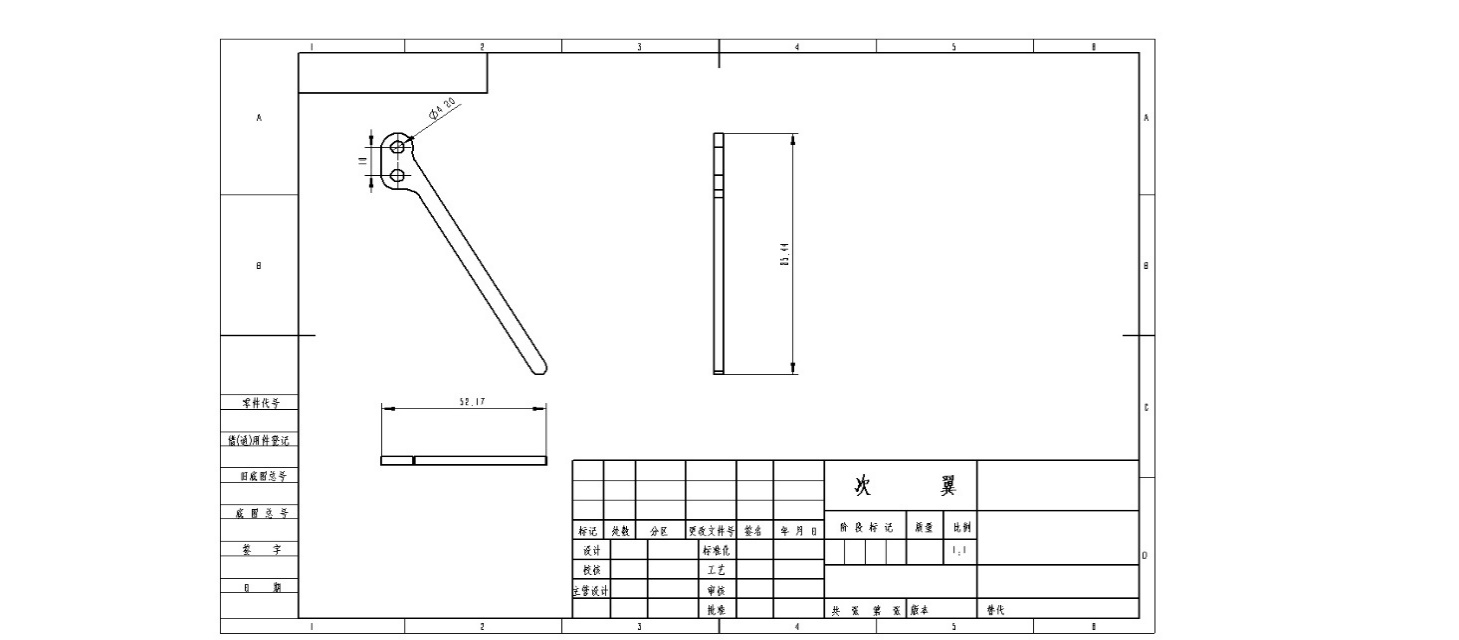 1 2 3 4 5 6
A A
Ø4.20
10
B B
85.44
C
零件代号
52.17
借(通)用件登记
旧底图总号
次 翼
底图总号
标记 处数 分区 更改文件号 签名 年月日 阶段标记 质量 比例
签字
设计 标准化 1:1
D
校核 工艺
日期
主管设计 审核
批准 共 张 第 张 版本 替代
1 2 3 4 5 6